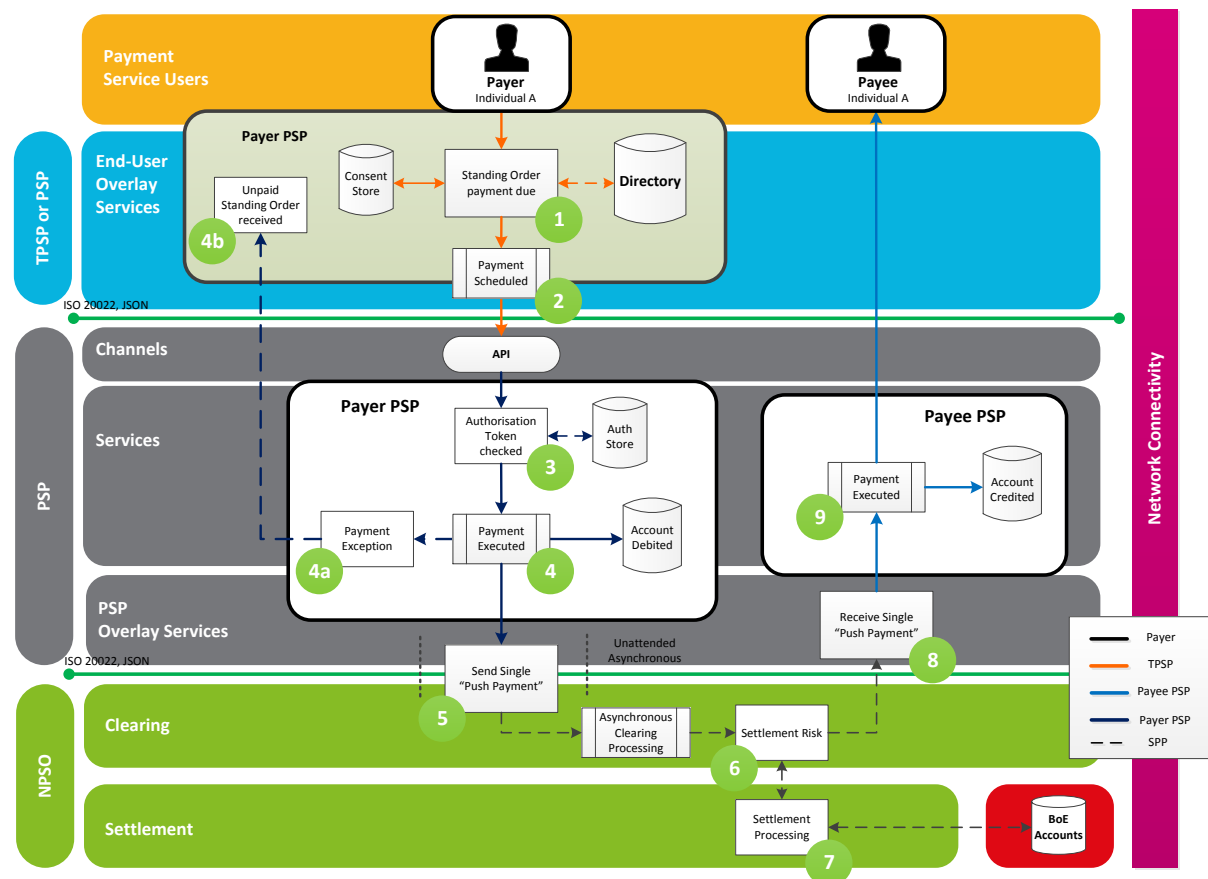 Payment
Service Users
Payer
Individual A
Payee
Individual A
TPSP or PSP
End-User
Overlay
Services
Payer PSP
Unpaid
Standing Order
received
4b
Consent
Store
Standing Order
payment due
1
Directory
Payment
Scheduled
2
ISO 20022, JSON
PSP
Channels
API
Services
Payer PSP
Authorisation
Token
checked
3
Auth
Store
Payment
Exception
4a
Payment
Executed
4
Account
Debited
Payee PSP
Payment
Executed
9
Account
Credited
PSP
Overlay Services
Unattended
Asynchronous
Receive Single
“Push Payment”
8
ISO 20022, JSON
Send Single
“Push Payment”
5
NPSO
Clearing
Asynchronous
Clearing
Processing
Settlement Risk
6
Settlement
Settlement
Processing
7
BoE
Accounts
Network Connectivity
Payer
TPSP
Payee PSP
Payer PSP
SPP